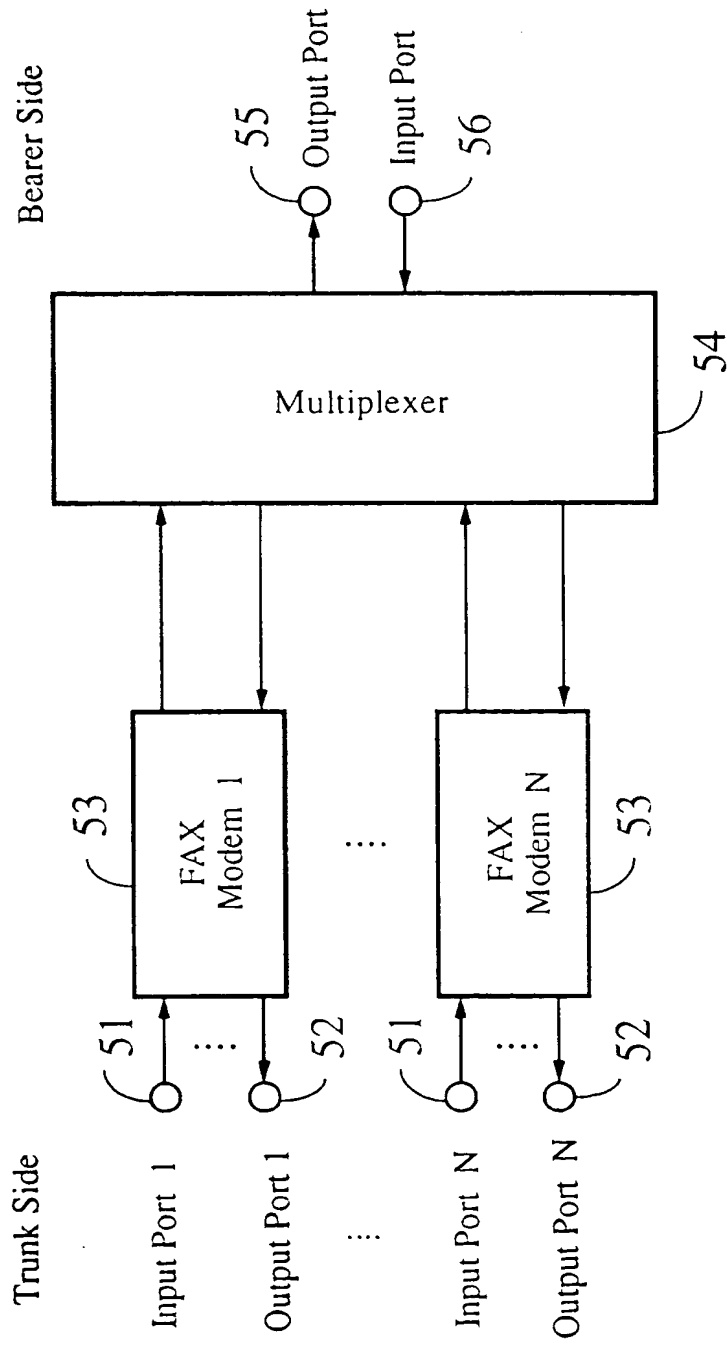 Trunk Side
Bearer Side
Input Port 1
51
....
Output Port 1
52
53
FAX
Modem 1
....
....
Input Port N
51
....
Output Port N
52
FAX
Modem N
53
Multiplexer
54
55
Output Port
Input Port
56